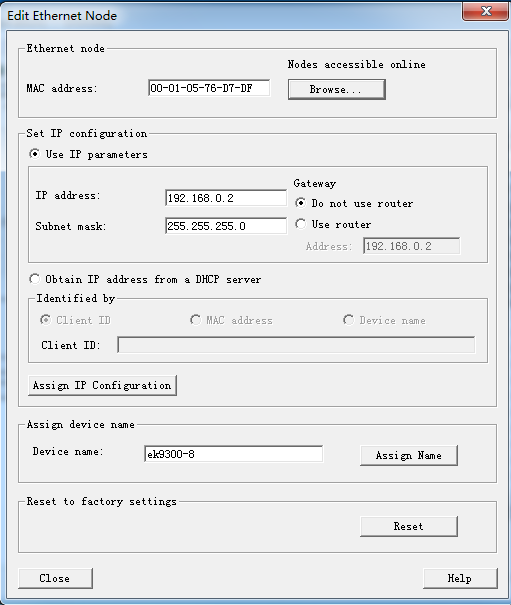 Edit Ethernet Node
Ethernet node
Nodes accessible online
MAC address: 00-01-05-76-D7-DF Browse...
Set IP configuration
Use IP parameters
Gateway
IP address: 192.168.0.2 Do not use router
Subnet mask: 255.255.255.0 Use router
Address: 192.168.0.2
Obtain IP address from a DHCP server
Identified by
Client ID MAC address Device name
Client ID:
Assign IP Configuration
Assign device name
Device name: ek9300-8 Assign Name
Reset to factory settings
Reset
Close Help